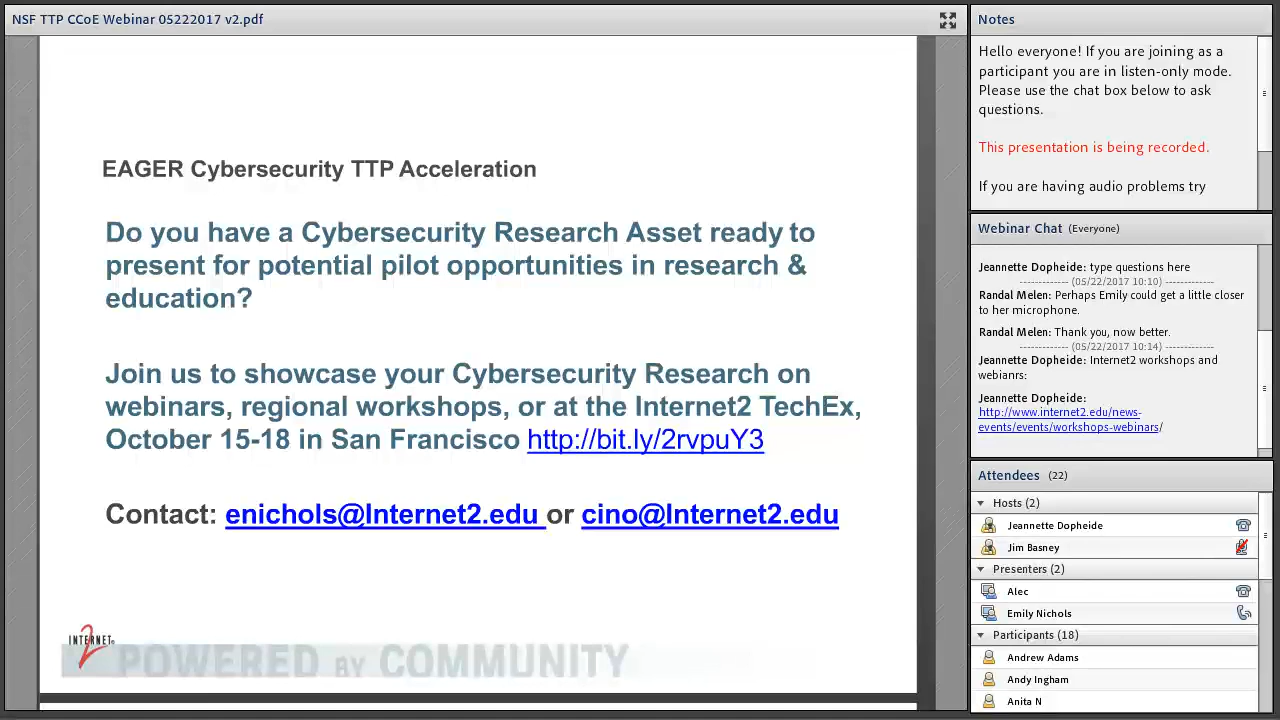 NSF TTP CCoE Webinar 05222017 v2.pdf
EAGER Cybersecurity TTP Acceleration
Do you have a Cybersecurity Research Asset ready to
present for potential pilot opportunities in research &
education?
Join us to showcase your Cybersecurity Research on
webinars, regional workshops, or at the Internet2 TechEx,
October 15-18 in San Francisco http://bit.ly/2rvpuY3
Contact: enichols@Internet2.edu or cino@Internet2.edu
INTERNET®
2
POWERED BY COMMUNITY
Notes
Hello everyone! If you are joining as a
participant you are in listen-only mode.
Please use the chat box below to ask
questions.
This presentation is being recorded.
If you are having audio problems try
Webinar Chat (Everyone)
Jeannette Dopheide: type questions here
------------ (05/22/2017 10:10) ------------
Randal Melen: Perhaps Emily could get a little closer
to her microphone.
Randal Melen: Thank you, now better.
------------ (05/22/2017 10:14) ------------
Jeannette Dopheide: Internet2 workshops and
webianrs:
Jeannette Dopheide:
http://www.internet2.edu/news-
events/events/workshops-webinars/
Attendees (22)
Hosts (2)
Jeannette Dopheide
Jim Basney
Presenters (2)
Alec
Emily Nichols
Participants (18)
Andrew Adams
Andy Ingham
Anita N